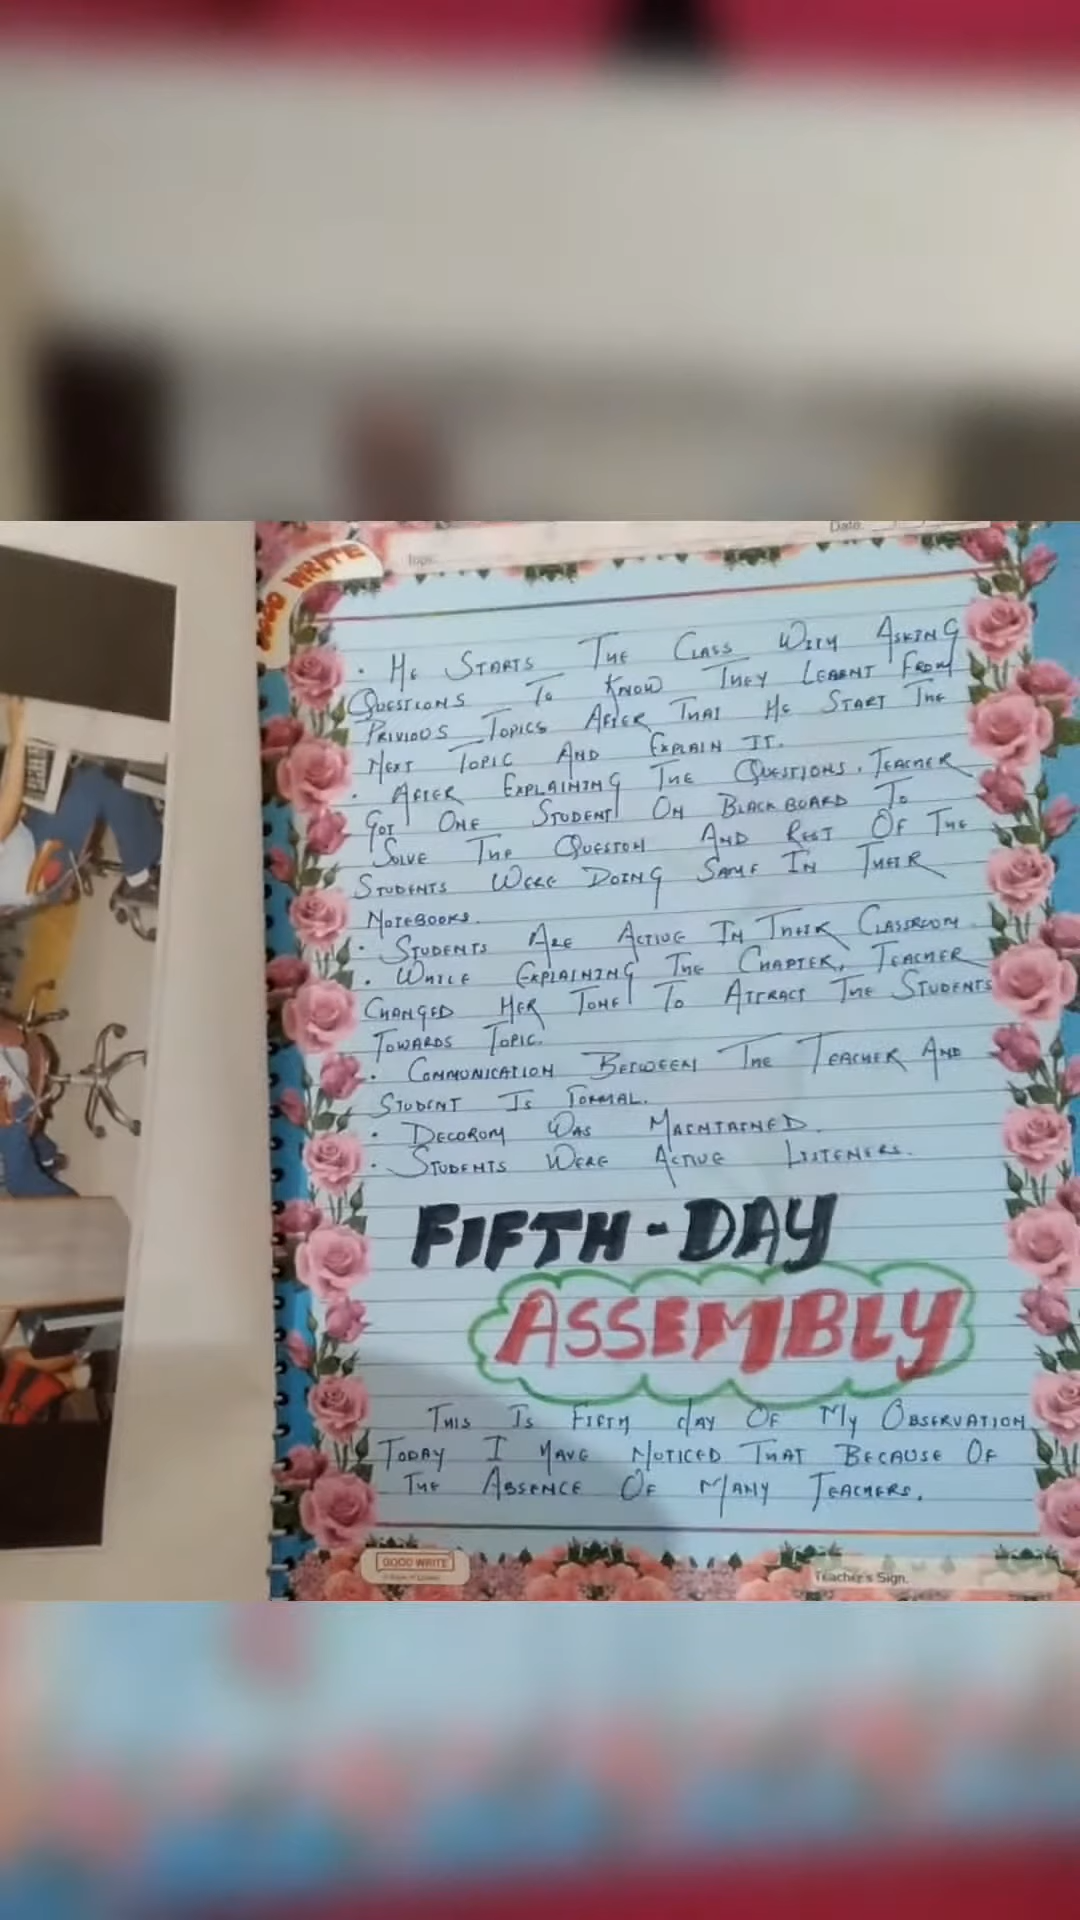 GOOD WRITE
Date:
Topic
• HE STARTS THE CLASS WITH ASKING
QUESTIONS TO KNOW THEY LEARNT FROM
PRIVIOUS TOPICS AFTER THAT HE START THE
NEXT TOPIC AND EXPLAIN IT.
• AFTER EXPLAINING THE QUESTIONS, TEACHER
GOT ONE STUDENT ON BLACKBOARD TO
SOLVE THE QUESTON AND REST OF THE
STUDENTS WERE DOING SAME IN THEIR
NOTEBOOKS.
• STUDENTS ARE ACTIVE IN THEIR CLASSROOM.
• WHILE EXPLAINING THE CHAPTER, TEACHER
CHANGED HER TONE TO ATTRACT THE STUDENTS
TOWARDS TOPIC.
• COMMUNICATION BETWEEN THE TEACHER AND
STUDENT IS FORMAL.
• DECOROM WAS MAINTAINED.
• STUDENTS WERE ACTIVE LISTENERS.
FIFTH-DAY
ASSEMBLY
THIS IS FIFTH dAY OF MY OBSERVATION
TODAY I HAVE NOTICED THAT BECAUSE OF
THE ABSENCE OF MANY TEACHERS.
GOOD WRITE
Teacher's Sign.